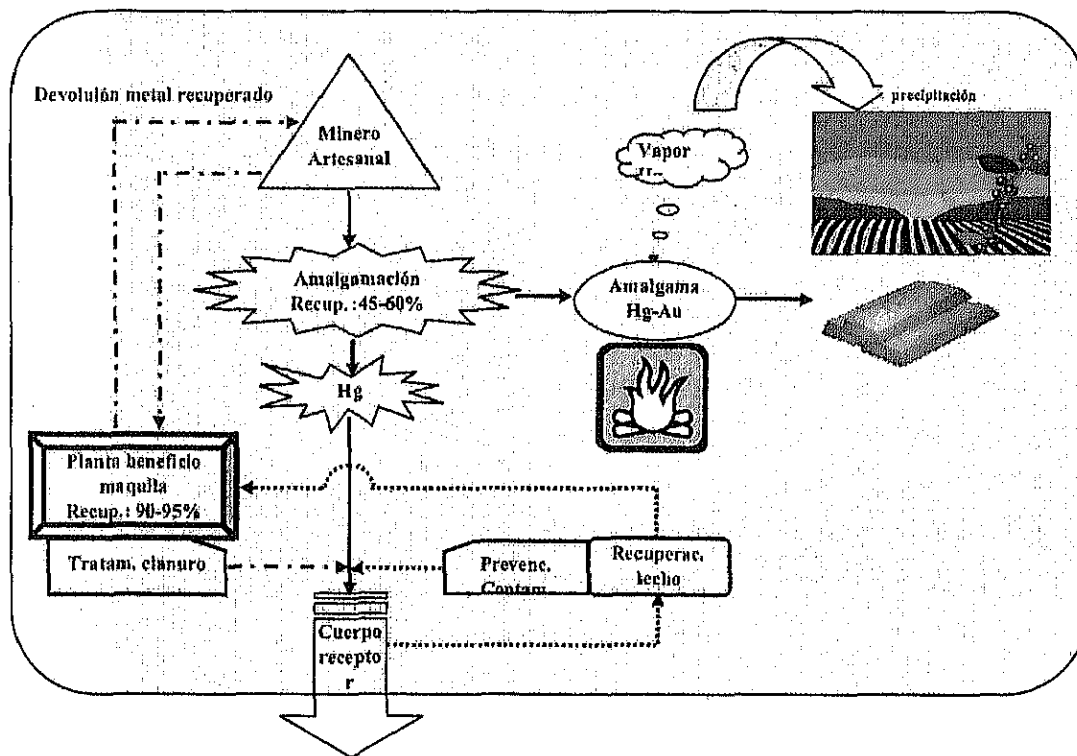 Devolulón metal recuperado
Minero
Artesanal
precipitación
Vapor
Amalgamación
Recup. :45-60%
Amalgama
Hg-Au
Hg
Planta beneficio
maquila
Recup.: 90-95%
Tratam. cianuro
Prevenc.
Contam.
Recuperac.
lecho
Cuerpo
recepto
r